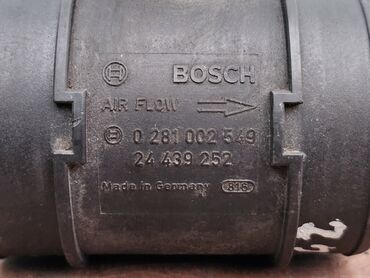 BOSCH
AIR FLOW
0 281 002 549
24 439 252
Made in Germany 816